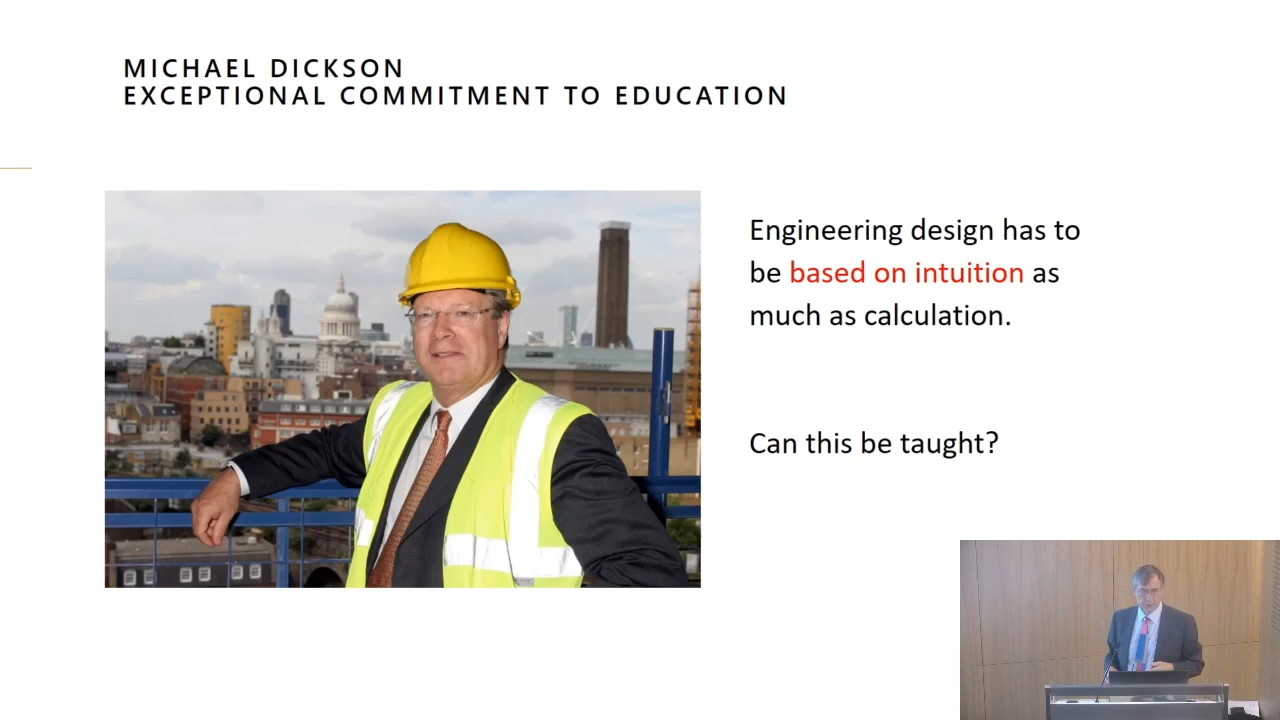 MICHAEL DICKSON
EXCEPTIONAL COMMITMENT TO EDUCATION
Engineering design has to
be based on intuition as
much as calculation.
Can this be taught?